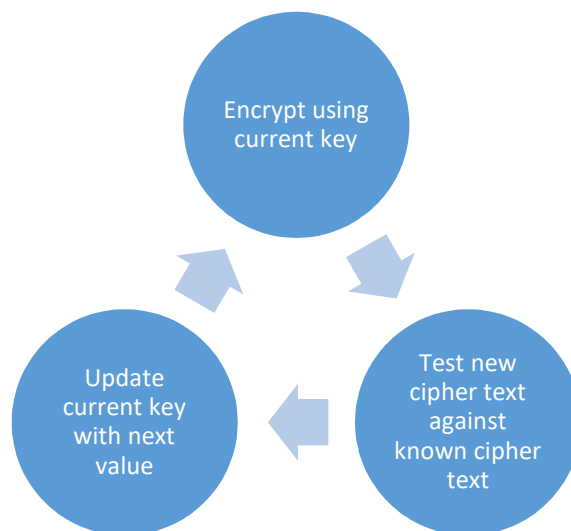 Encrypt using
current key
Test new
cipher text
against
known cipher
text
Update
current key
with next
value